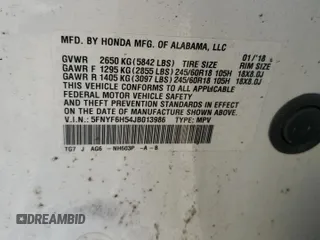 MFD. BY HONDA MFG. OF ALABAMA, LLC
01/'18
GVWR 2650 KG (5842 LBS) TIRE SIZE RIM SIZE
GAWR F 1295 KG (2855 LBS) 245/60R18 105H 18X8.0J
GAWR R 1405 KG (3097 LBS) 245/60R18 105H 18X8.0J
THIS VEHICLE CONFORMS TO ALL APPLICABLE
FEDERAL MOTOR VEHICLE SAFETY AND
THEFT PREVENTION STANDARDS IN EFFECT
ON THE DATE OF MANUFACTURE SHOWN ABOVE.
V.I.N.: 5FNYF6H54JB013986 TYPE: MPV
TG7 J AG6 -NH603P -A -B
DREAMBID